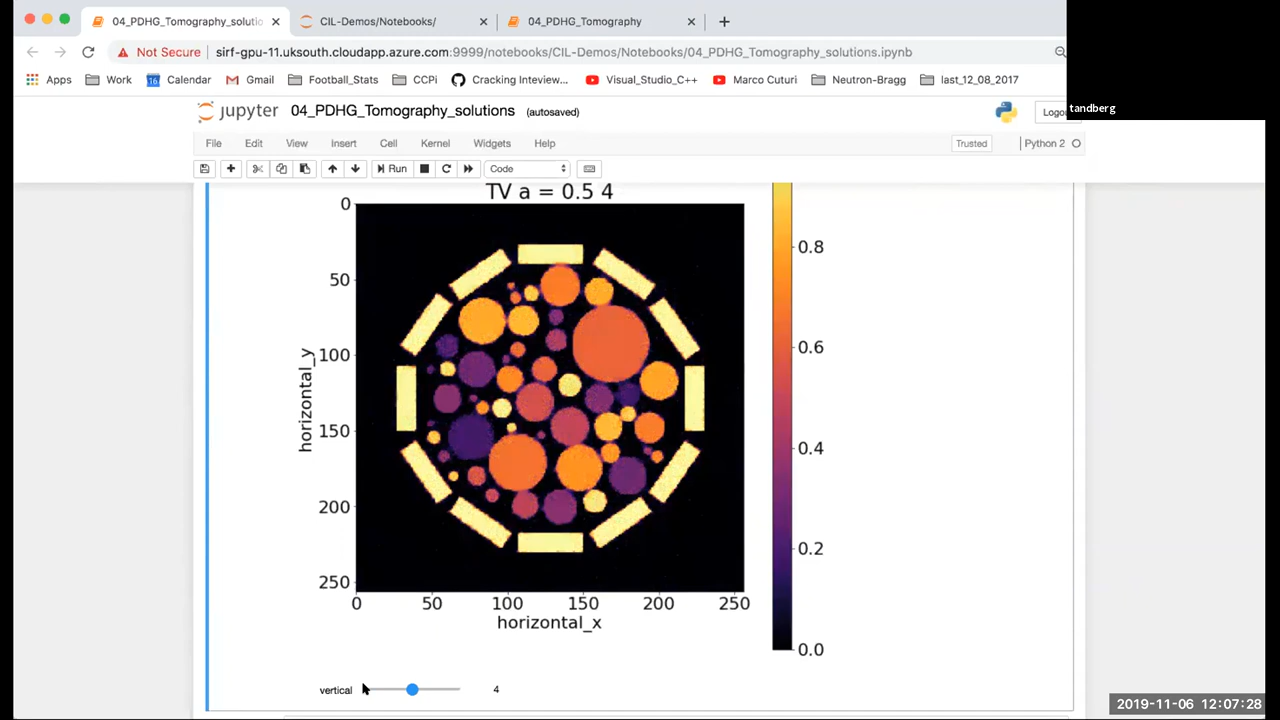 04_PDHG_Tomography_solutio
CIL-Demos/Notebooks/
04_PDHG_Tomography
Not Secure
sirf-gpu-11.uksouth.cloudapp.azure.com:9999/notebooks/CIL-Demos/Notebooks/04_PDHG_Tomography_solutions.ipynb
Apps
Work
16
Calendar
Gmail
Football_Stats
CCPi
Cracking Inteview...
Visual_Studio_C++
Marco Cuturi
Neutron-Bragg
last_12_08_2017
tandberg
jupyter
04_PDHG_Tomography_solutions
(autosaved)
Logo
File Edit View Insert Cell Kernel Widgets Help
Trusted
Python 2
Run
Code
TV a = 0.5 4
0
50
100
150
200
250
horizontal_y
0 50 100 150 200 250
horizontal_x
0.8
0.6
0.4
0.2
0.0
vertical
4
2019-11-06 12:07:28